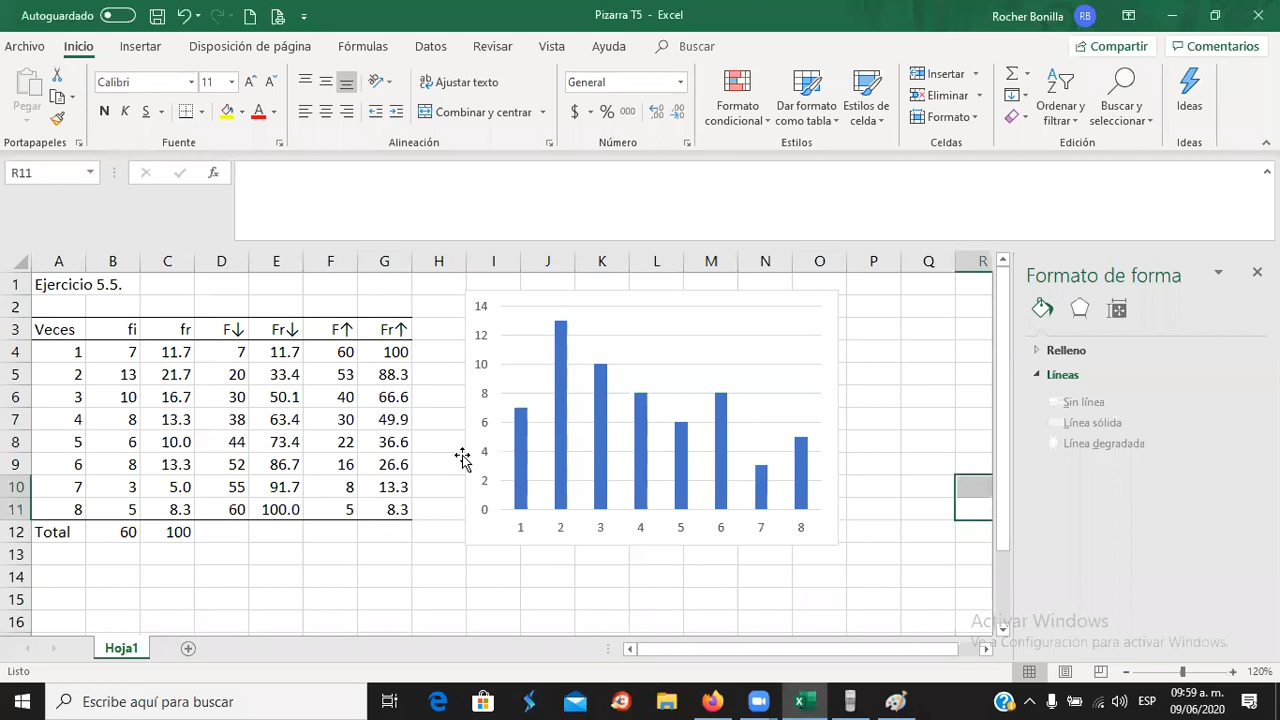 Autoguardado
Pizarra T5 - Excel
Rocher Bonilla RB
Archivo Inicio Insertar Disposición de página Fórmulas Datos Revisar Vista Ayuda Buscar Compartir Comentarios
Pegar
Calibri 11
N K S
Ajustar texto
Combinar y centrar
General
$ % 000
Formato condicional
Dar formato como tabla
Estilos de celda
Insertar
Eliminar
Formato
Ordenar y filtrar
Buscar y seleccionar
Ideas
Portapapeles Fuente Alineación Número Estilos Celdas Edición Ideas
R11 fx
A B C D E F G H I J K L M N O P Q R
1 Ejercicio 5.5.
2
3 Veces fi fr F↓ Fr↓ F↑ Fr↑
4 1 7 11.7 7 11.7 60 100
5 2 13 21.7 20 33.4 53 88.3
6 3 10 16.7 30 50.1 40 66.6
7 4 8 13.3 38 63.4 30 49.9
8 5 6 10.0 44 73.4 22 36.6
9 6 8 13.3 52 86.7 16 26.6
10 7 3 5.0 55 91.7 8 13.3
11 8 5 8.3 60 100.0 5 8.3
12 Total 60 100
13
14
15
16
14
12
10
8
6
4
2
0
1 2 3 4 5 6 7 8
Formato de forma
Relleno
Líneas
Sin línea
Línea sólida
Línea degradada
Activar Windows
Ve a Configuración para activar Windows.
Hoja1
Listo
120%
Escribe aquí para buscar
ESP
09:59 a. m.
09/06/2020